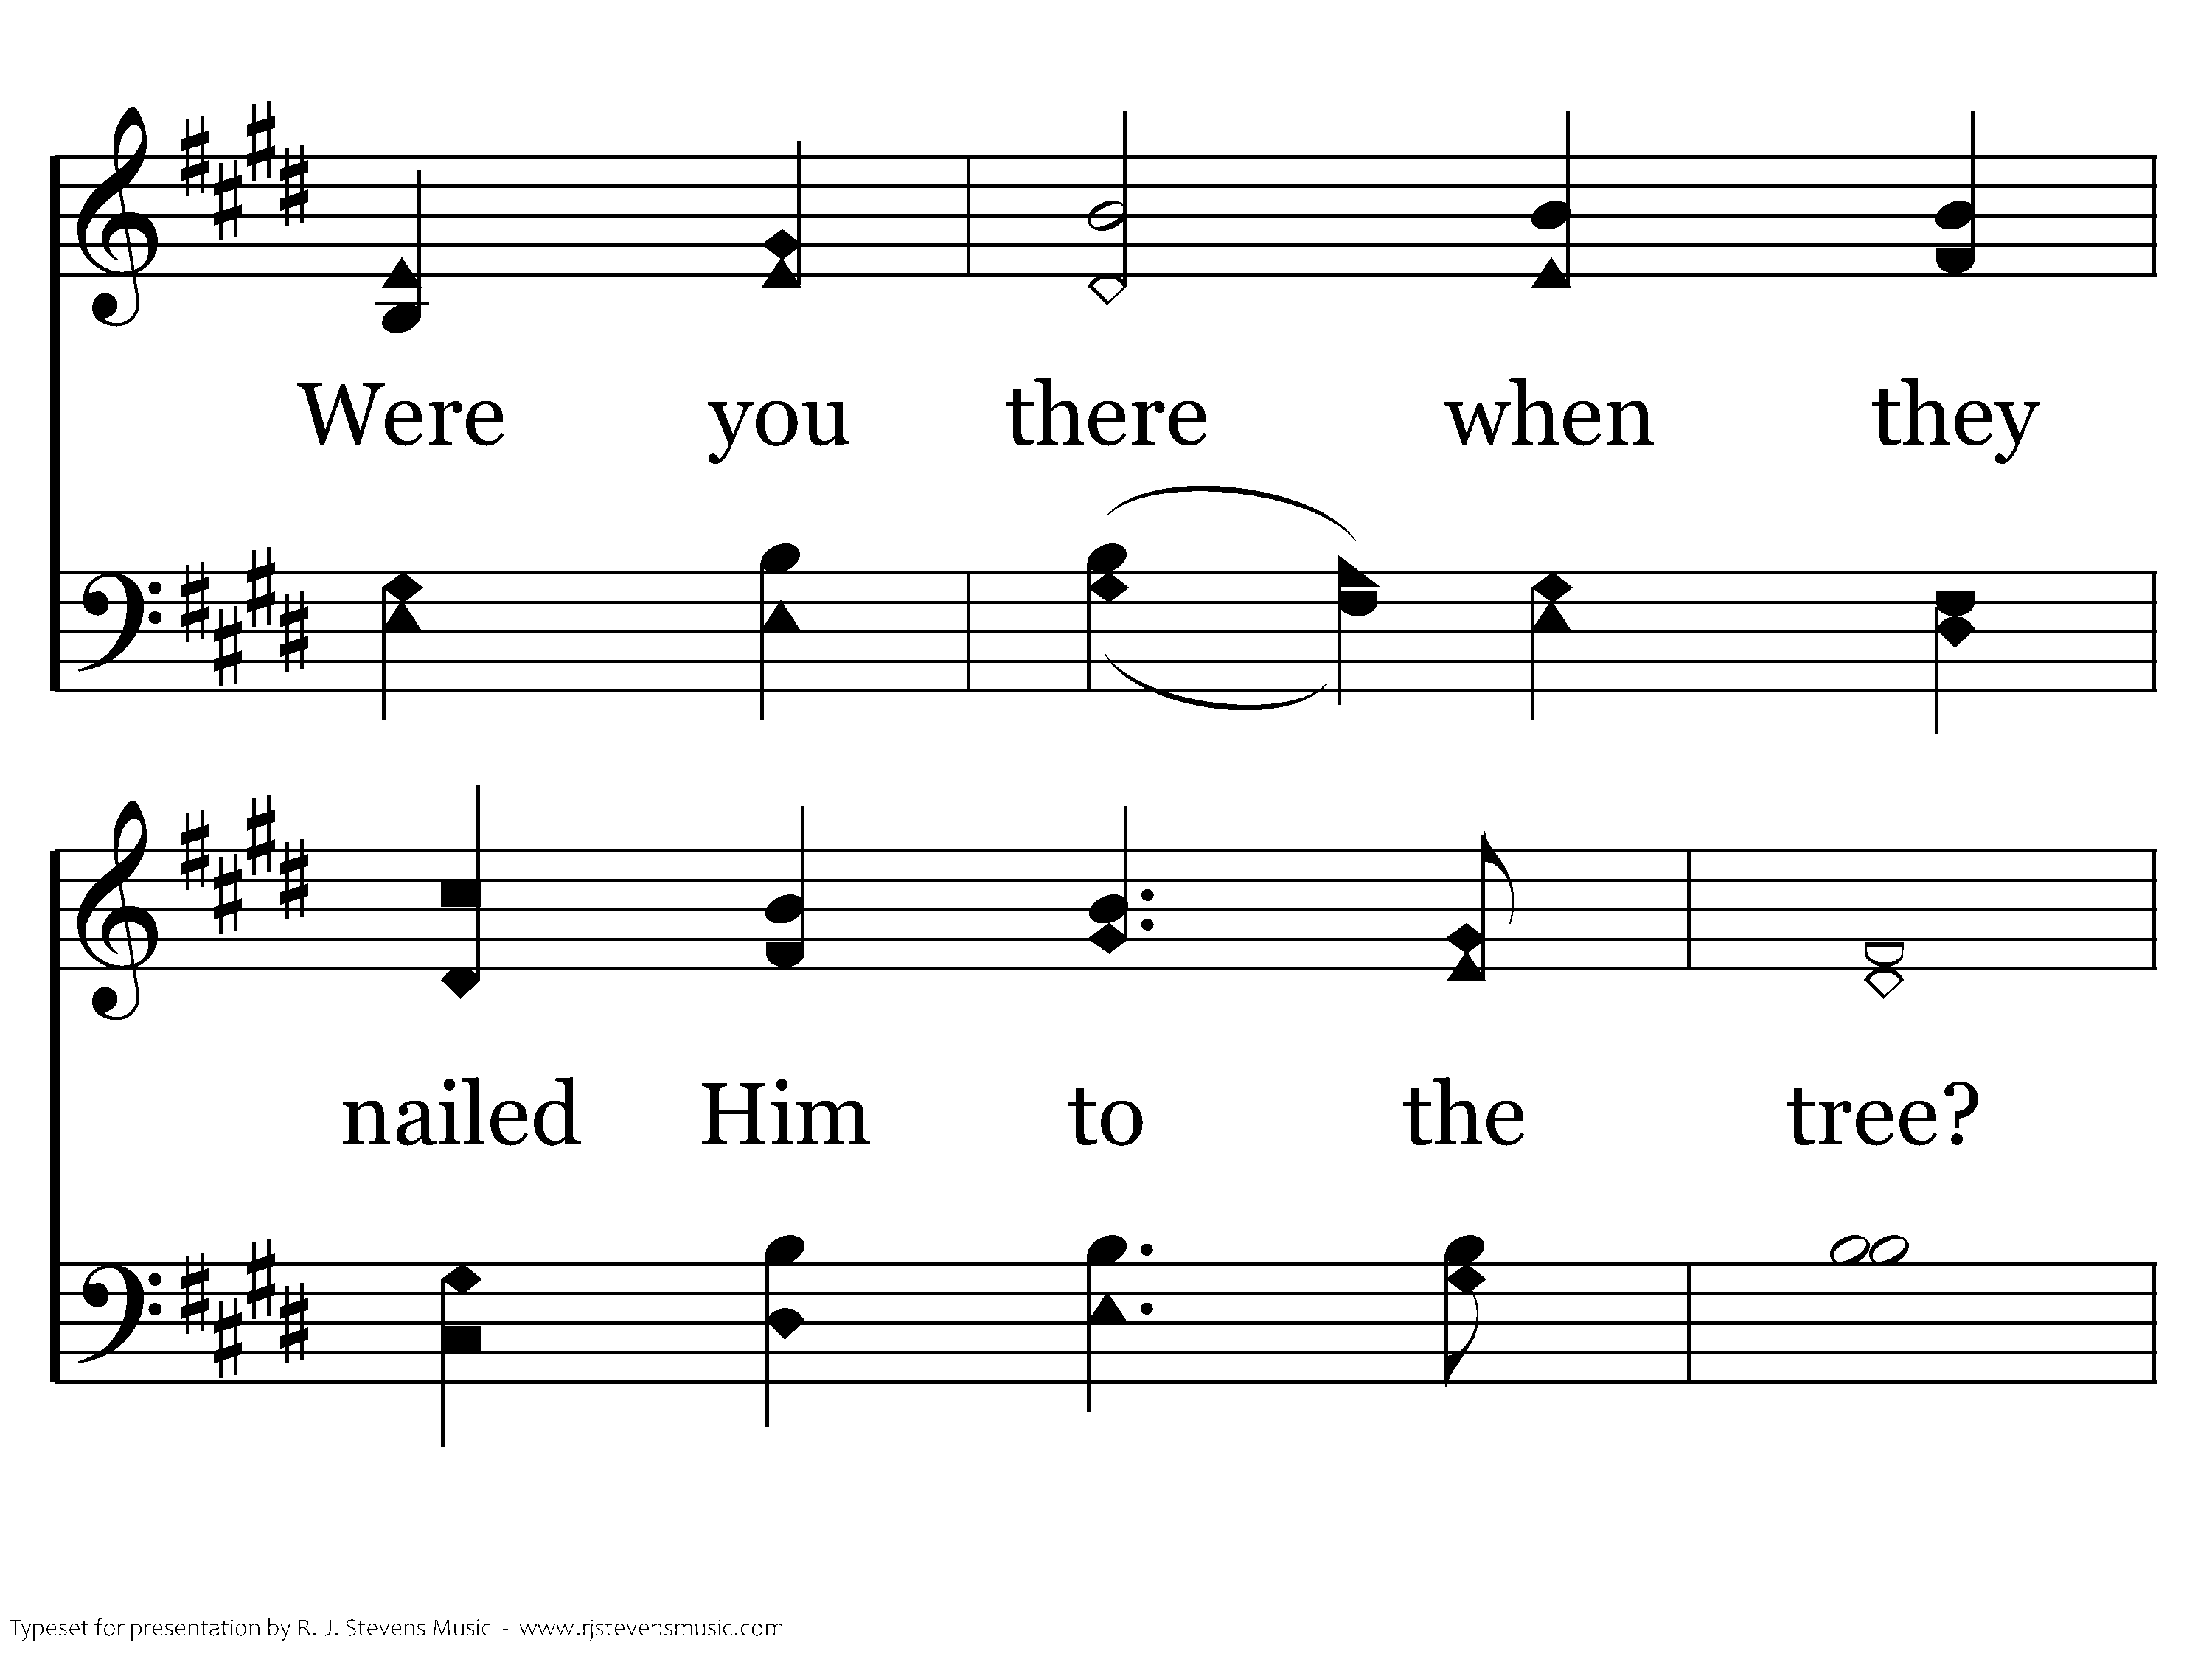 Were you there when they
nailed Him to the tree?
Typeset for presentation by R. J. Stevens Music - www.rjstevensmusic.com